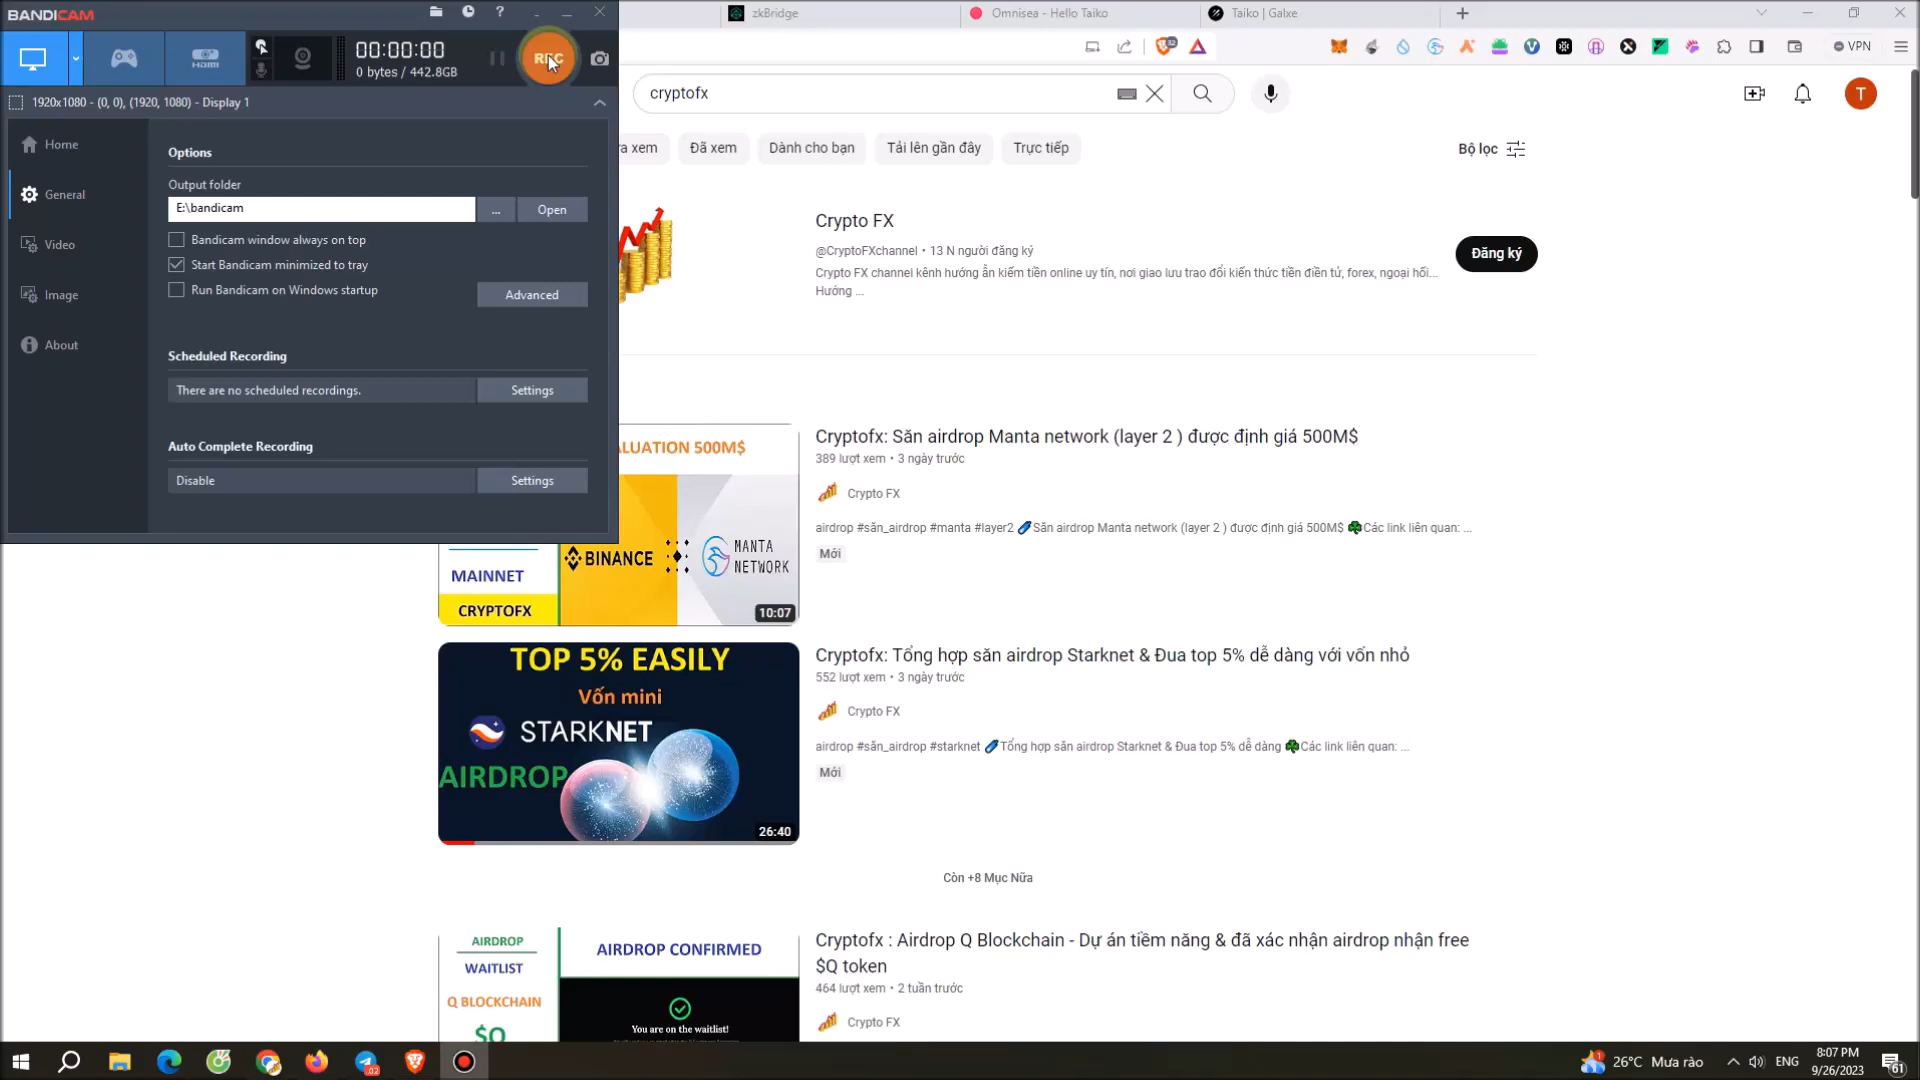 BANDICAM
00:00:00
0 bytes / 442.8GB
REC
HDMI
1920x1080 - (0, 0), (1920, 1080) - Display 1
Home
General
Video
Image
About
Options
Output folder
E:\bandicam
...
Open
Bandicam window always on top
Start Bandicam minimized to tray
Run Bandicam on Windows startup
Advanced
Scheduled Recording
There are no scheduled recordings.
Settings
Auto Complete Recording
Disable
Settings
zkBridge
Omnisea - Hello Taiko
Taiko | Galxe
VPN
cryptofx
T
a xem
Đã xem
Dành cho bạn
Tải lên gần đây
Trực tiếp
Bộ lọc
Crypto FX
@CryptoFXchannel • 13 N người đăng ký
Crypto FX channel kênh hướng ẫn kiếm tiền online uy tín, nơi giao lưu trao đổi kiến thức tiền điện tử, forex, ngoại hối...
Hướng ...
Đăng ký
ALUATION 500M$
MAINNET
CRYPTOFX
BINANCE
MANTA
NETWORK
10:07
Cryptofx: Săn airdrop Manta network (layer 2 ) được định giá 500M$
389 lượt xem • 3 ngày trước
Crypto FX
airdrop #săn_airdrop #manta #layer2 Săn airdrop Manta network (layer 2 ) được định giá 500M$ Các link liên quan: ...
Mới
TOP 5% EASILY
Vốn mini
STARKNET
AIRDROP
26:40
Cryptofx: Tổng hợp săn airdrop Starknet & Đua top 5% dễ dàng với vốn nhỏ
552 lượt xem • 3 ngày trước
Crypto FX
airdrop #săn_airdrop #starknet Tổng hợp săn airdrop Starknet & Đua top 5% dễ dàng Các link liên quan: ...
Mới
Còn +8 Mục Nữa
AIRDROP
WAITLIST
Q BLOCKCHAIN
$Q
AIRDROP CONFIRMED
You are on the waitlist!
Cryptofx : Airdrop Q Blockchain - Dự án tiềm năng & đã xác nhận airdrop nhận free
$Q token
464 lượt xem • 2 tuần trước
Crypto FX
26°C Mưa rào
ENG
8:07 PM
9/26/2023
61